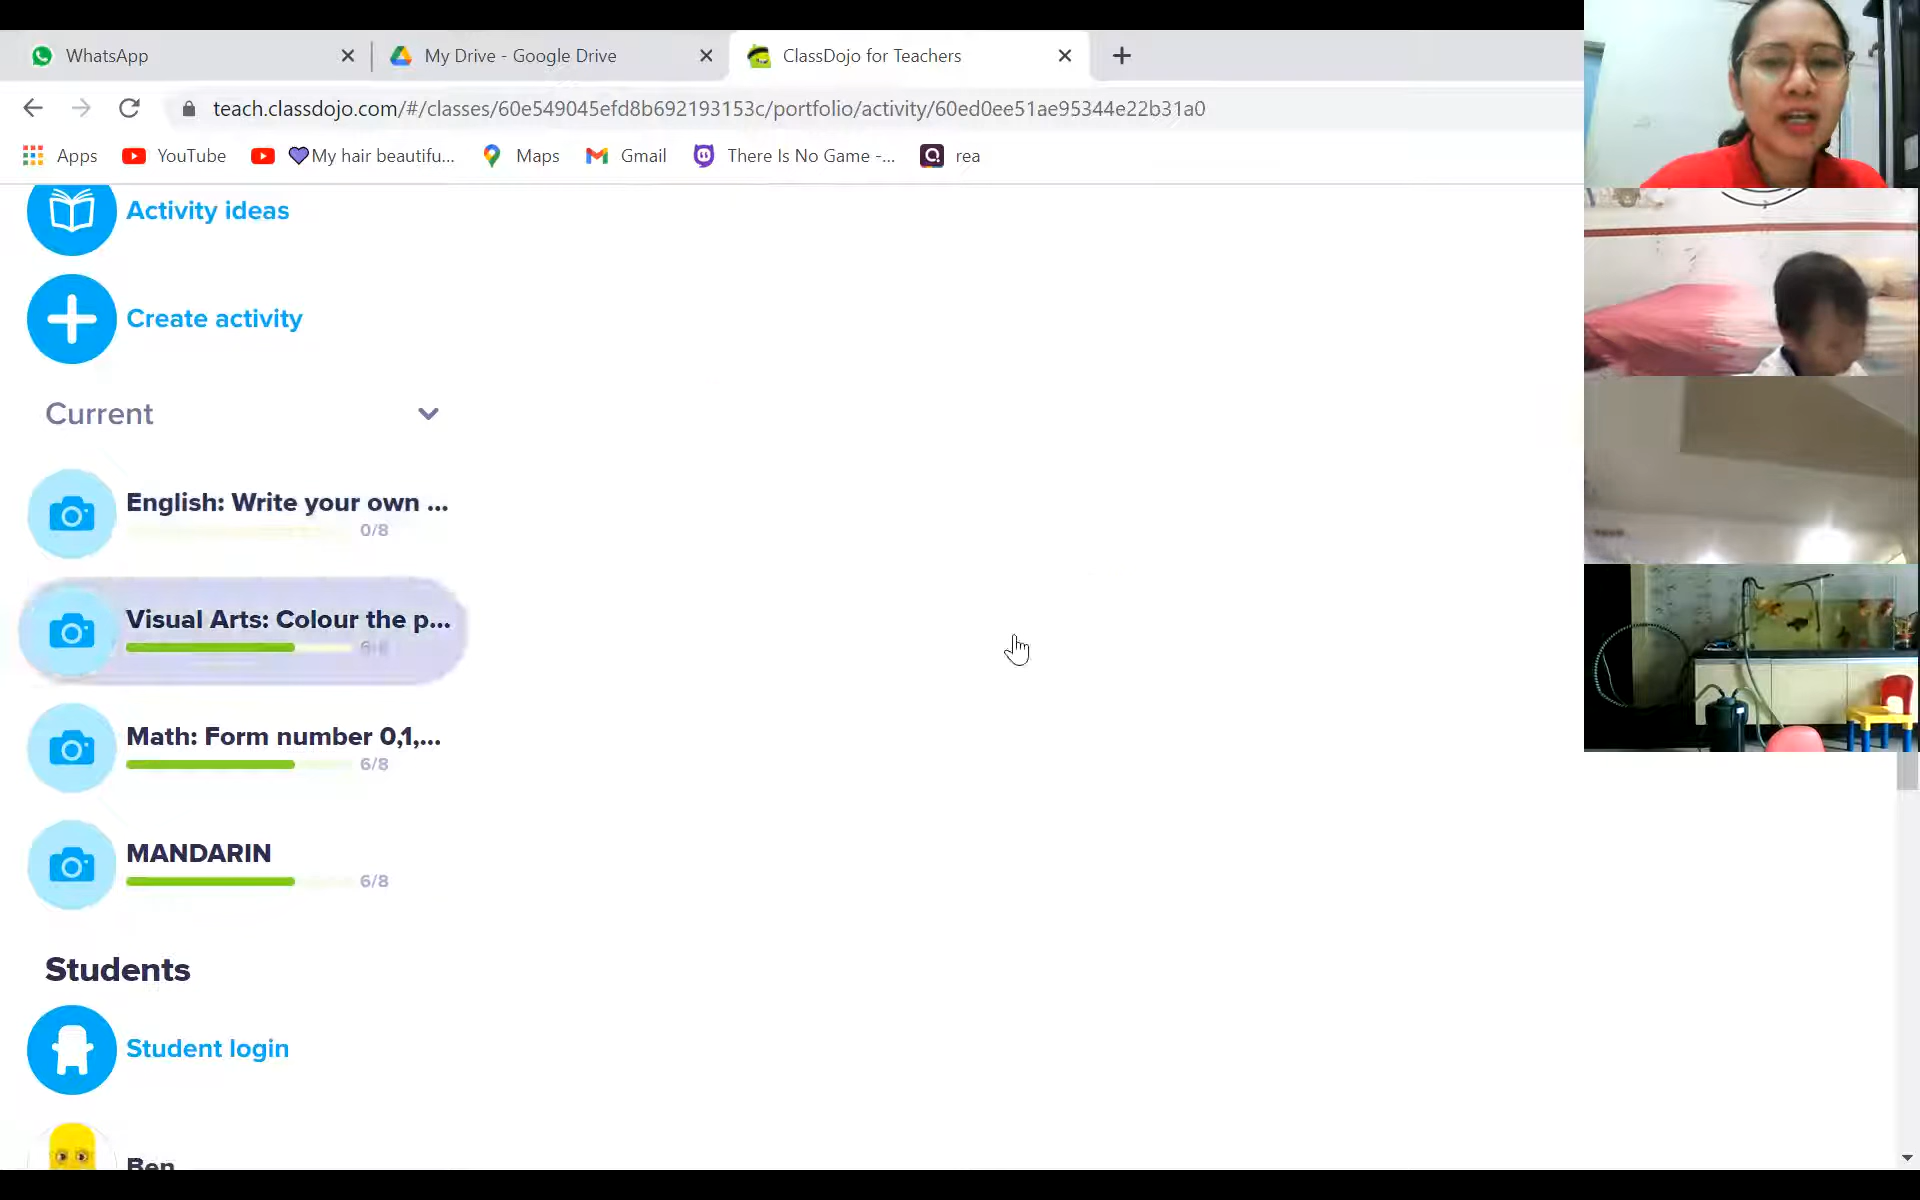 WhatsApp
My Drive - Google Drive
ClassDojo for Teachers
teach.classdojo.com/#/classes/60e549045efd8b692193153c/portfolio/activity/60ed0ee51ae95344e22b31a0
Apps
YouTube
💜My hair beautifu...
Maps
Gmail
There Is No Game -...
rea
Activity ideas
Create activity
Current
English: Write your own ...
0/8
Visual Arts: Colour the p...
Math: Form number 0,1,...
6/8
MANDARIN
6/8
Students
Student login
Ben